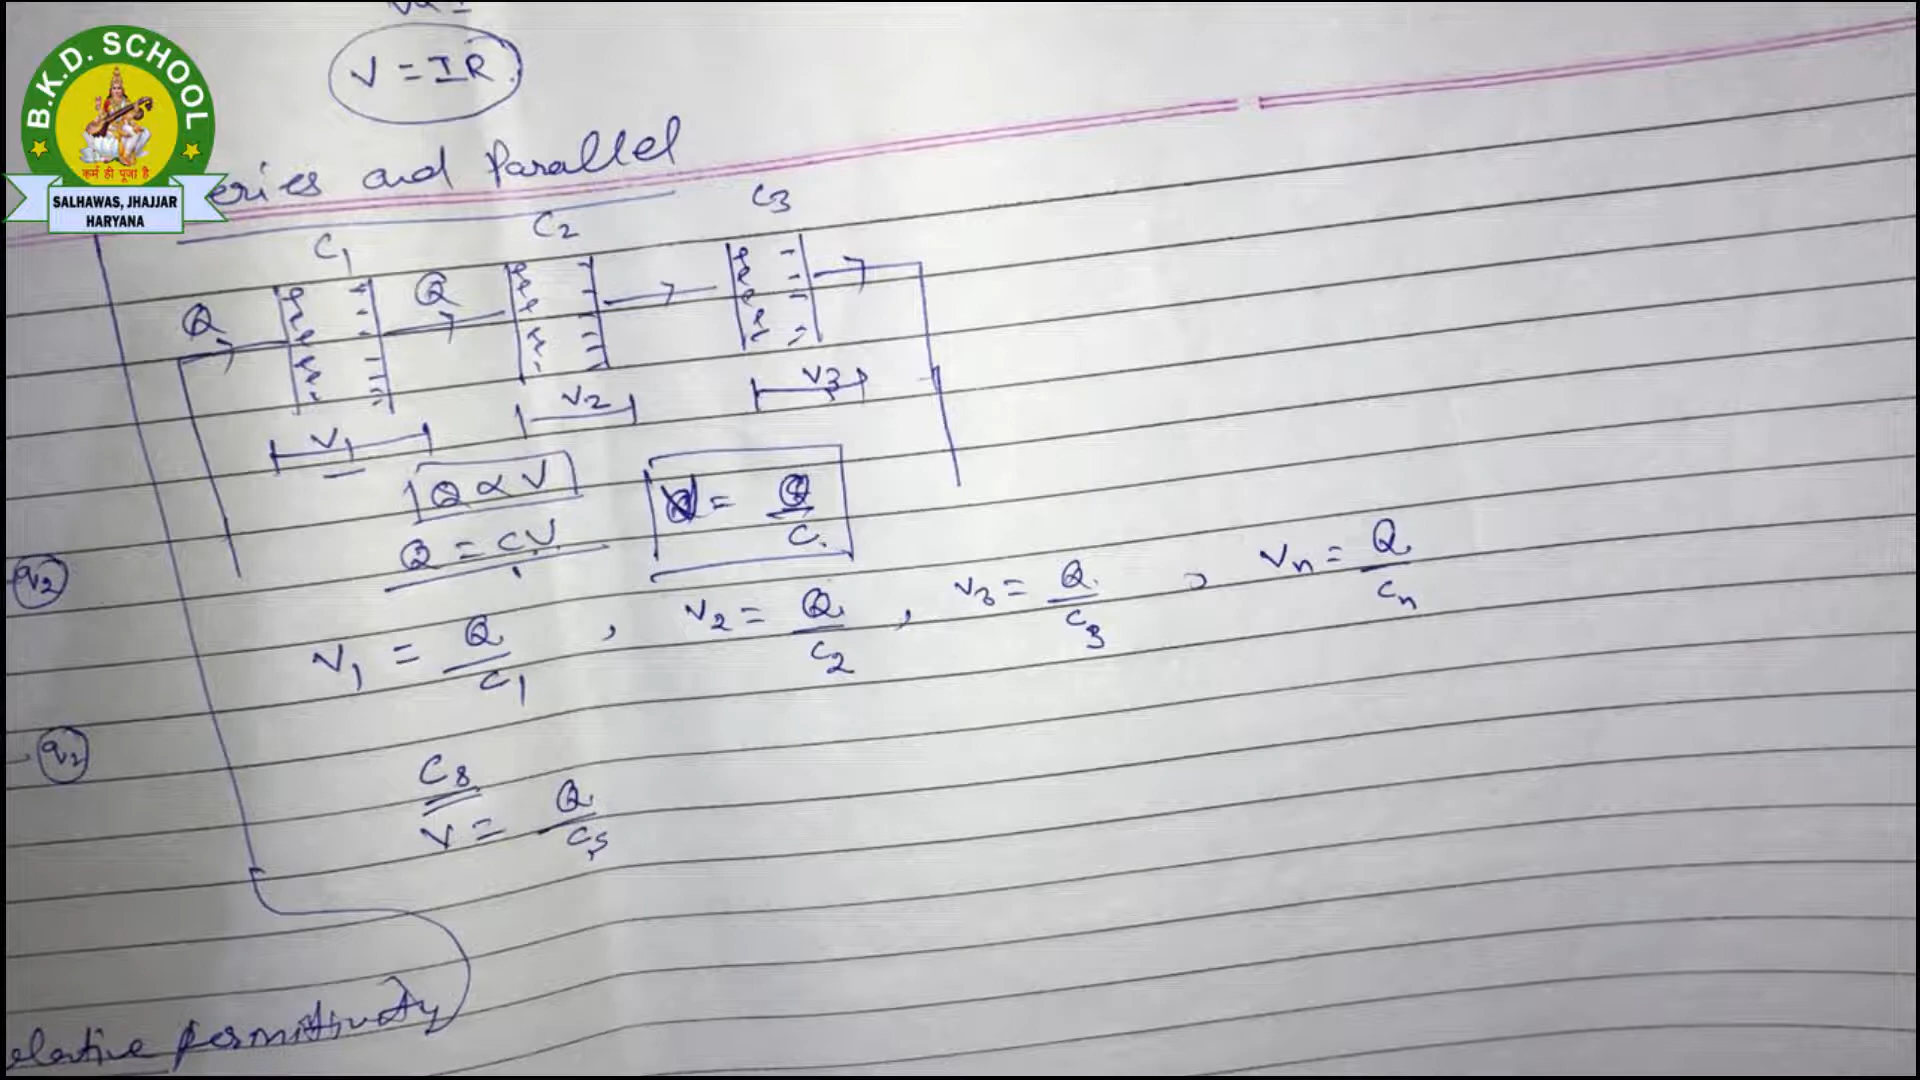 B.K.D. SCHOOL
कर्म ही पूजा है
SALHAWAS, JHAJJAR
HARYANA
V = IR
eries and Parallel
C1 C2 C3
Q Q
V1 V2 V3
Q ∝ V
Q = CV
V = Q/C
V1 = Q/C1 , V2 = Q/C2 , V3 = Q/C3 , Vn = Q/Cn
q2
q2
Cs
V = Q/Cs
elative permittivity